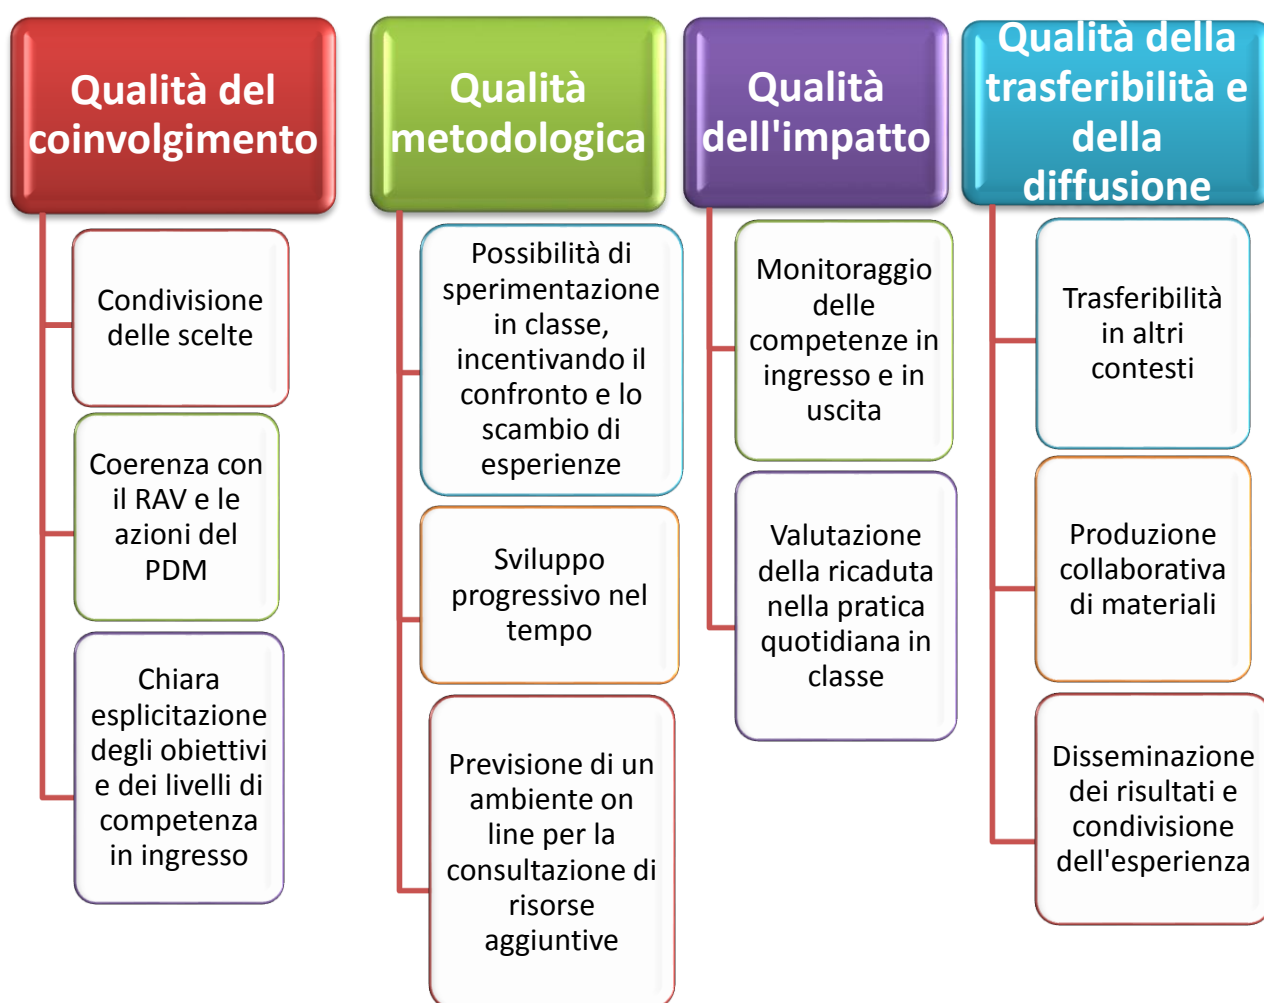 Qualità del
coinvolgimento
Condivisione
delle scelte
Coerenza con
il RAV e le
azioni del
PDM
Chiara
esplicitazione
degli obiettivi
e dei livelli di
competenza
in ingresso
Qualità
metodologica
Possibilità di
sperimentazione
in classe,
incentivando il
confronto e lo
scambio di
esperienze
Sviluppo
progressivo nel
tempo
Previsione di un
ambiente on
line per la
consultazione di
risorse
aggiuntive
Qualità
dell'impatto
Monitoraggio
delle
competenze in
ingresso e in
uscita
Valutazione
della ricaduta
nella pratica
quotidiana in
classe
Qualità della
trasferibilità e
della
diffusione
Trasferibilità
in altri
contesti
Produzione
collaborativa
di materiali
Disseminazione
dei risultati e
condivisione
dell'esperienza